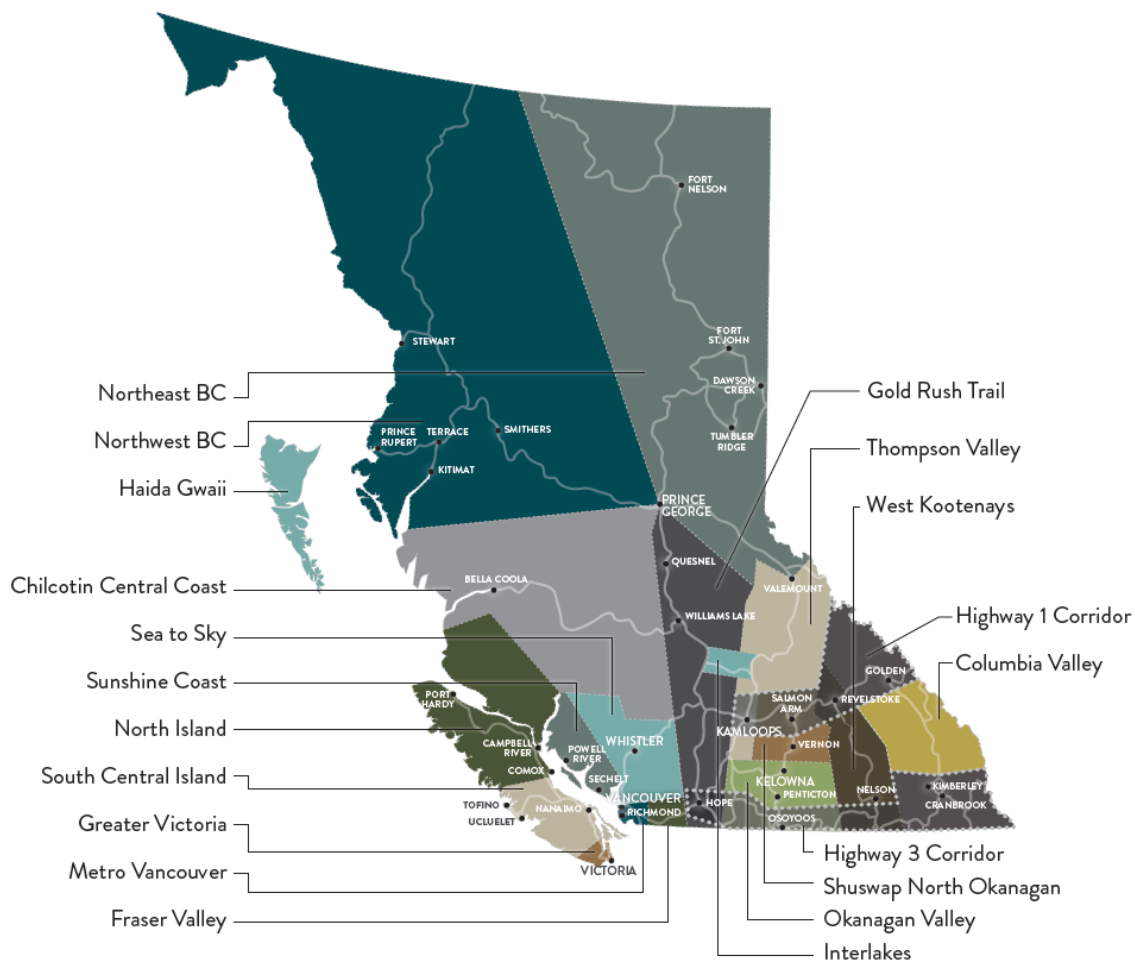 FORT
NELSON
FORT
ST.JOHN
STEWART
DAWSON
CREEK
Northeast BC
Gold Rush Trail
Northwest BC
PRINCE
RUPERT
TERRACE
SMITHERS
TUMBLER
RIDGE
Thompson Valley
KITIMAT
Haida Gwaii
PRINCE
GEORGE
West Kootenays
QUESNEL
Chilcotin Central Coast
BELLA COOLA
VALEMOUNT
WILLIAMS LAKE
Highway 1 Corridor
Sea to Sky
GOLDEN
Columbia Valley
Sunshine Coast
PORT
HARDY
SALMON
ARM
REVELSTOKE
North Island
KAMLOOPS
CAMPBELL
RIVER
WHISTLER
VERNON
POWELL
RIVER
COMOX
South Central Island
SECHELT
KELOWNA
KIMBERLEY
TOFINO
NANAIMO
VANCOUVER
PENTICTON
NELSON
CRANBROOK
HOPE
RICHMOND
UCLUELET
OSOYOOS
Greater Victoria
Highway 3 Corridor
Metro Vancouver
VICTORIA
Shuswap North Okanagan
Fraser Valley
Okanagan Valley
Interlakes